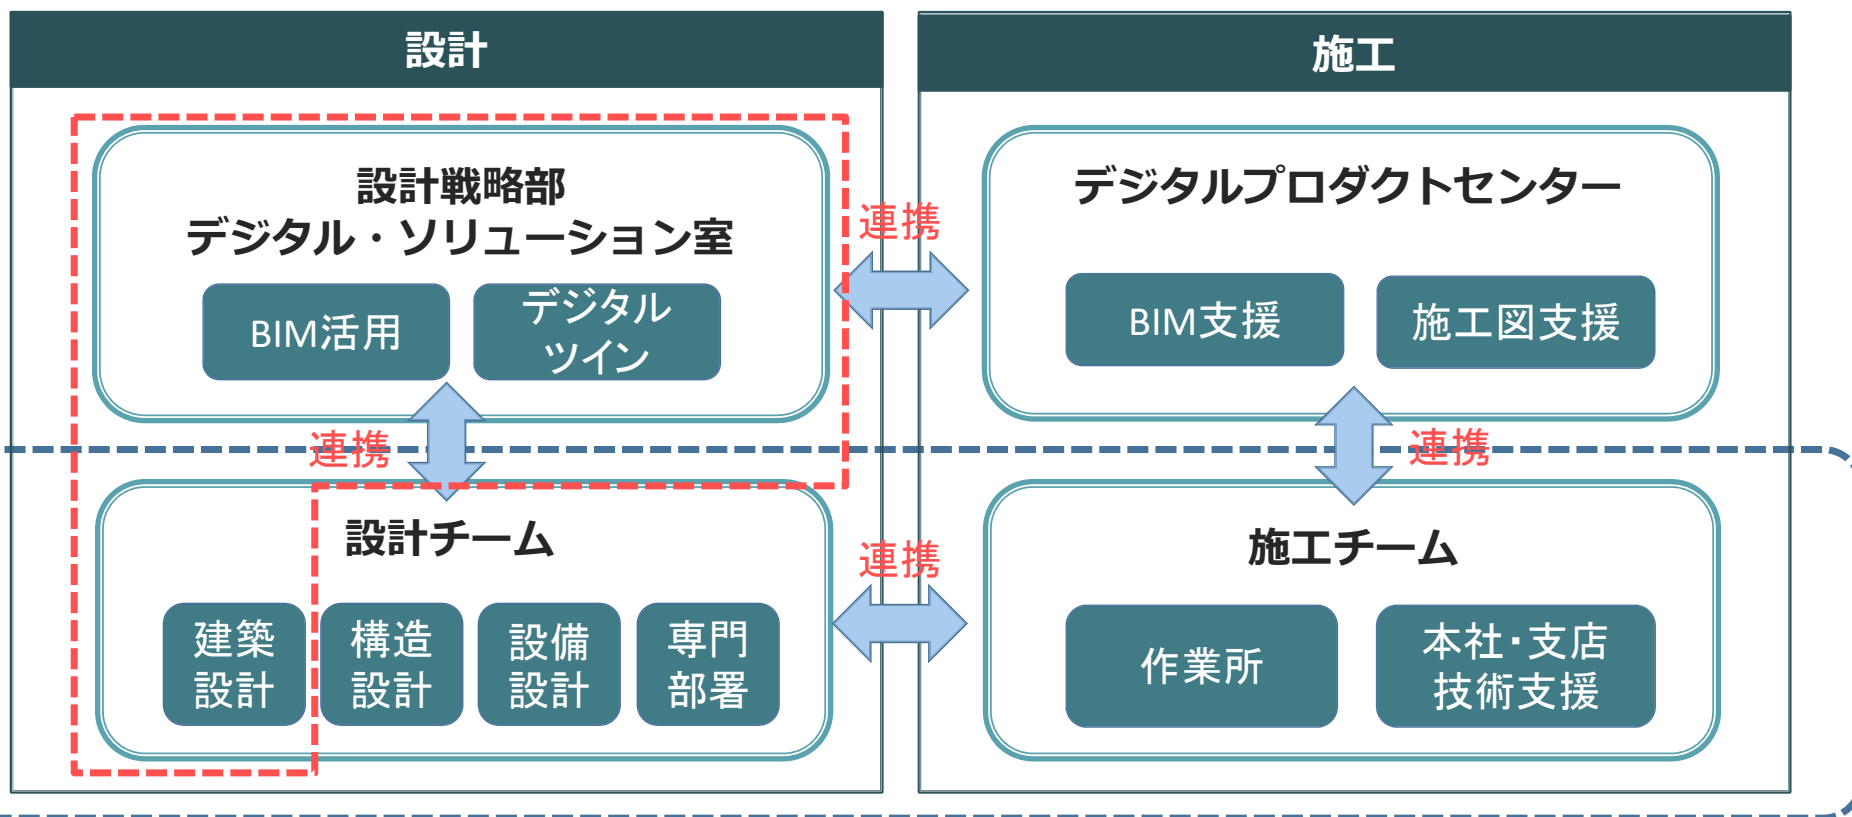 設計
施工
設計戦略部
デジタル・ソリューション室
BIM活用
デジタル
ツイン
連携
デジタルプロダクトセンター
BIM支援
施工図支援
連携
連携
設計チーム
建築
設計
構造
設計
設備
設計
専門
部署
連携
施工チーム
作業所
本社・支店
技術支援